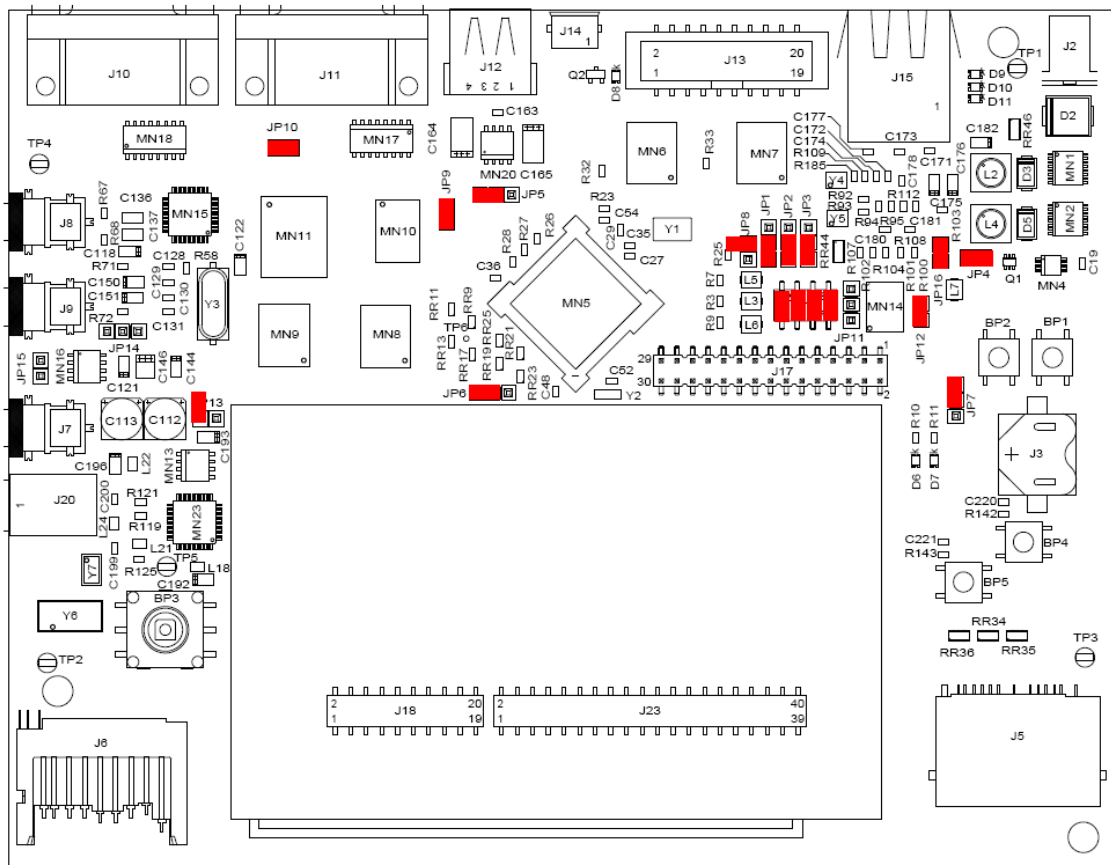 J10
J11
J12
1 2 3 4
J14
1
Q2
D8
k
2
20
J13
1
19
J15
1
TP1
J2
D9
D10
D11
D2
C182
RR46
TP4
MN18
JP10
MN17
C164
C163
MN20
C165
R32
MN6
R33
MN7
C177
C172
C174
R109
R185
C173
C178
C171
C176
L2
D3
k
MN1
J8
R67
R68
C136
C137
MN15
C118
R71
C128
R58
C122
MN11
MN10
JP9
JP5
R23
C54
C29
C35
C27
Y1
R26
R27
R28
C36
Y4
R92
R93
Y5
R94
R95
R112
C181
C175
R103
L4
D5
k
MN2
JP1
JP2
JP3
JP8
R25
RR44
R107
C180
R108
R102
R104
R101
R100
JP16
JP4
Q1
MN4
C19
J9
C150
C151
C129
C130
Y3
R72
C131
JP14
JP15
MN16
C121
C146
C144
MN9
MN8
RR11
RR9
TP6
RR13
RR17
RR19
RR25
RR21
RR23
MN5
R7
L5
R3
L3
R9
L6
JP11
MN14
JP12
L7
BP2
BP1
29
1
J17
30
2
C52
C48
Y2
JP6
J7
C113
C112
P13
C193
MN13
C196
L22
JP7
R10
R11
k
k
D6
D7
J3
+
J20
1
C200
R121
L24
R119
MN23
C220
R142
BP4
C221
R143
C199
L21
R125
TP5
L18
Y7
C192
BP3
BP5
Y6
TP2
RR34
RR36
RR35
TP3
2
20
J18
1
19
2
40
J23
1
39
J6
J5